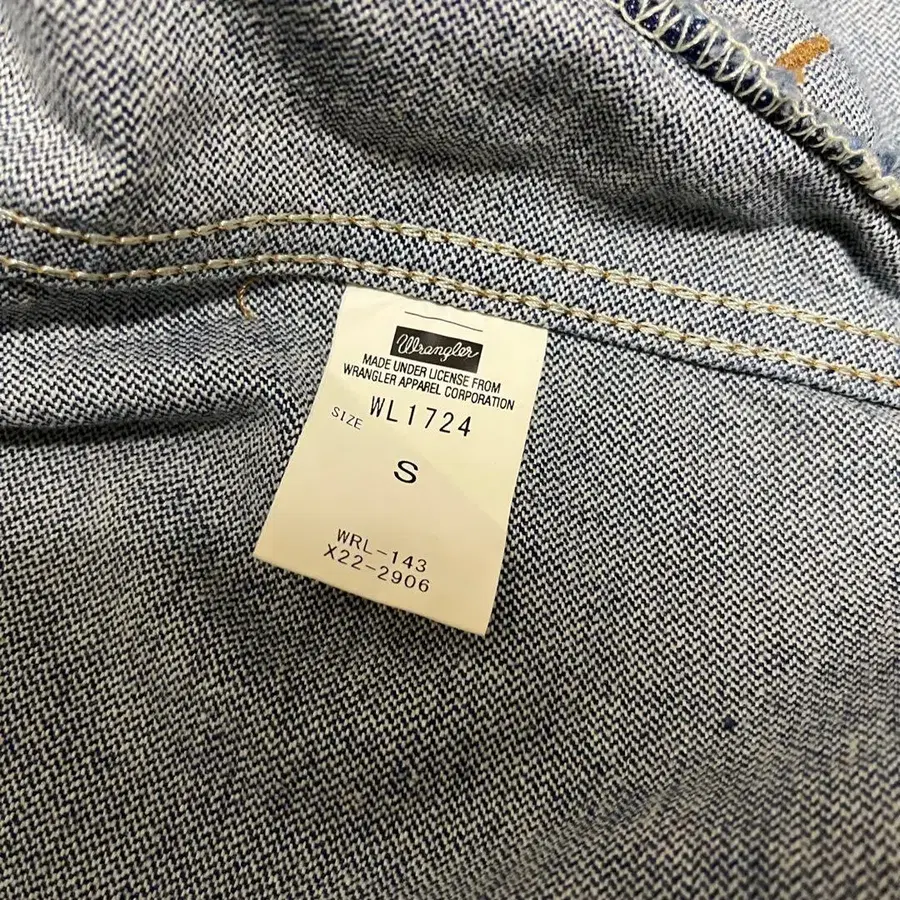 Wrangler
MADE UNDER LICENSE FROM
WRANGLER APPAREL CORPORATION
SIZE WL1724
S
WRL-143
X22-2906